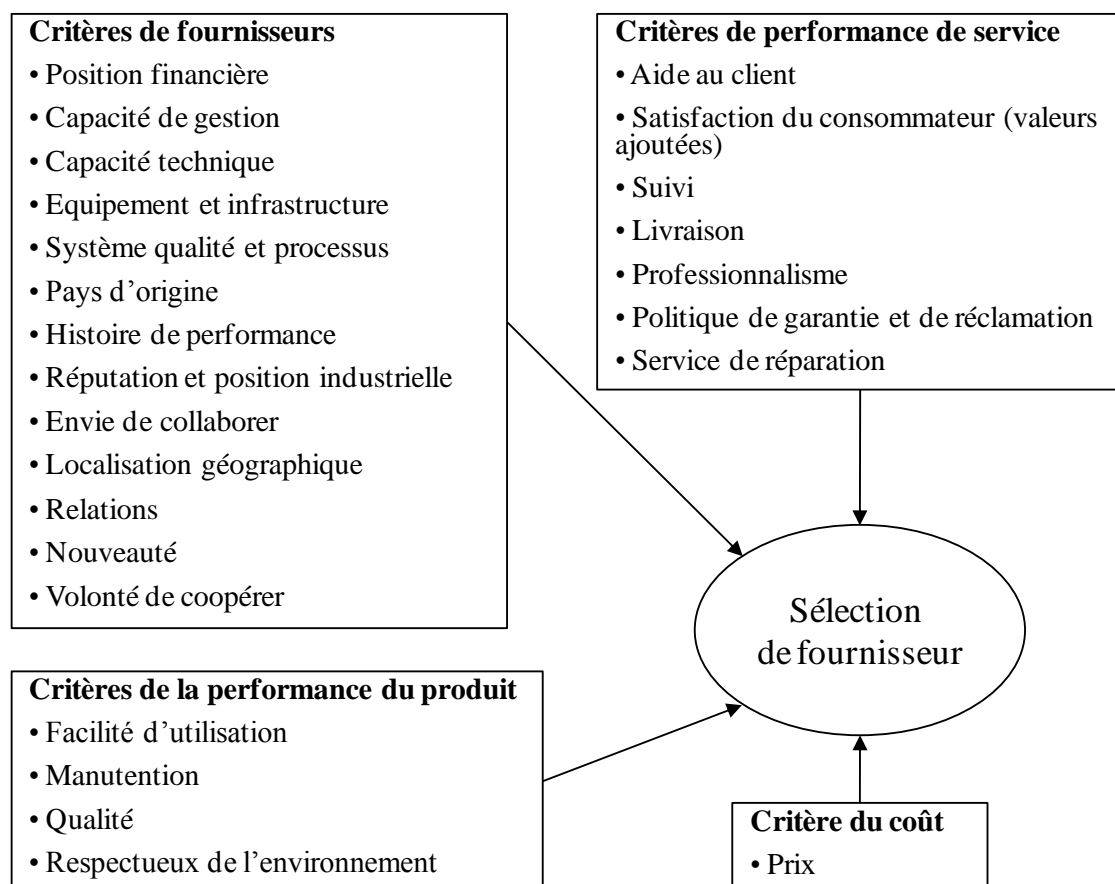 Critères de fournisseurs
• Position financière
• Capacité de gestion
• Capacité technique
• Equipement et infrastructure
• Système qualité et processus
• Pays d’origine
• Histoire de performance
• Réputation et position industrielle
• Envie de collaborer
• Localisation géographique
• Relations
• Nouveauté
• Volonté de coopérer
Critères de performance de service
• Aide au client
• Satisfaction du consommateur (valeurs
ajoutées)
• Suivi
• Livraison
• Professionnalisme
• Politique de garantie et de réclamation
• Service de réparation
Sélection
de fournisseur
Critères de la performance du produit
• Facilité d’utilisation
• Manutention
• Qualité
• Respectueux de l’environnement
Critère du coût
• Prix